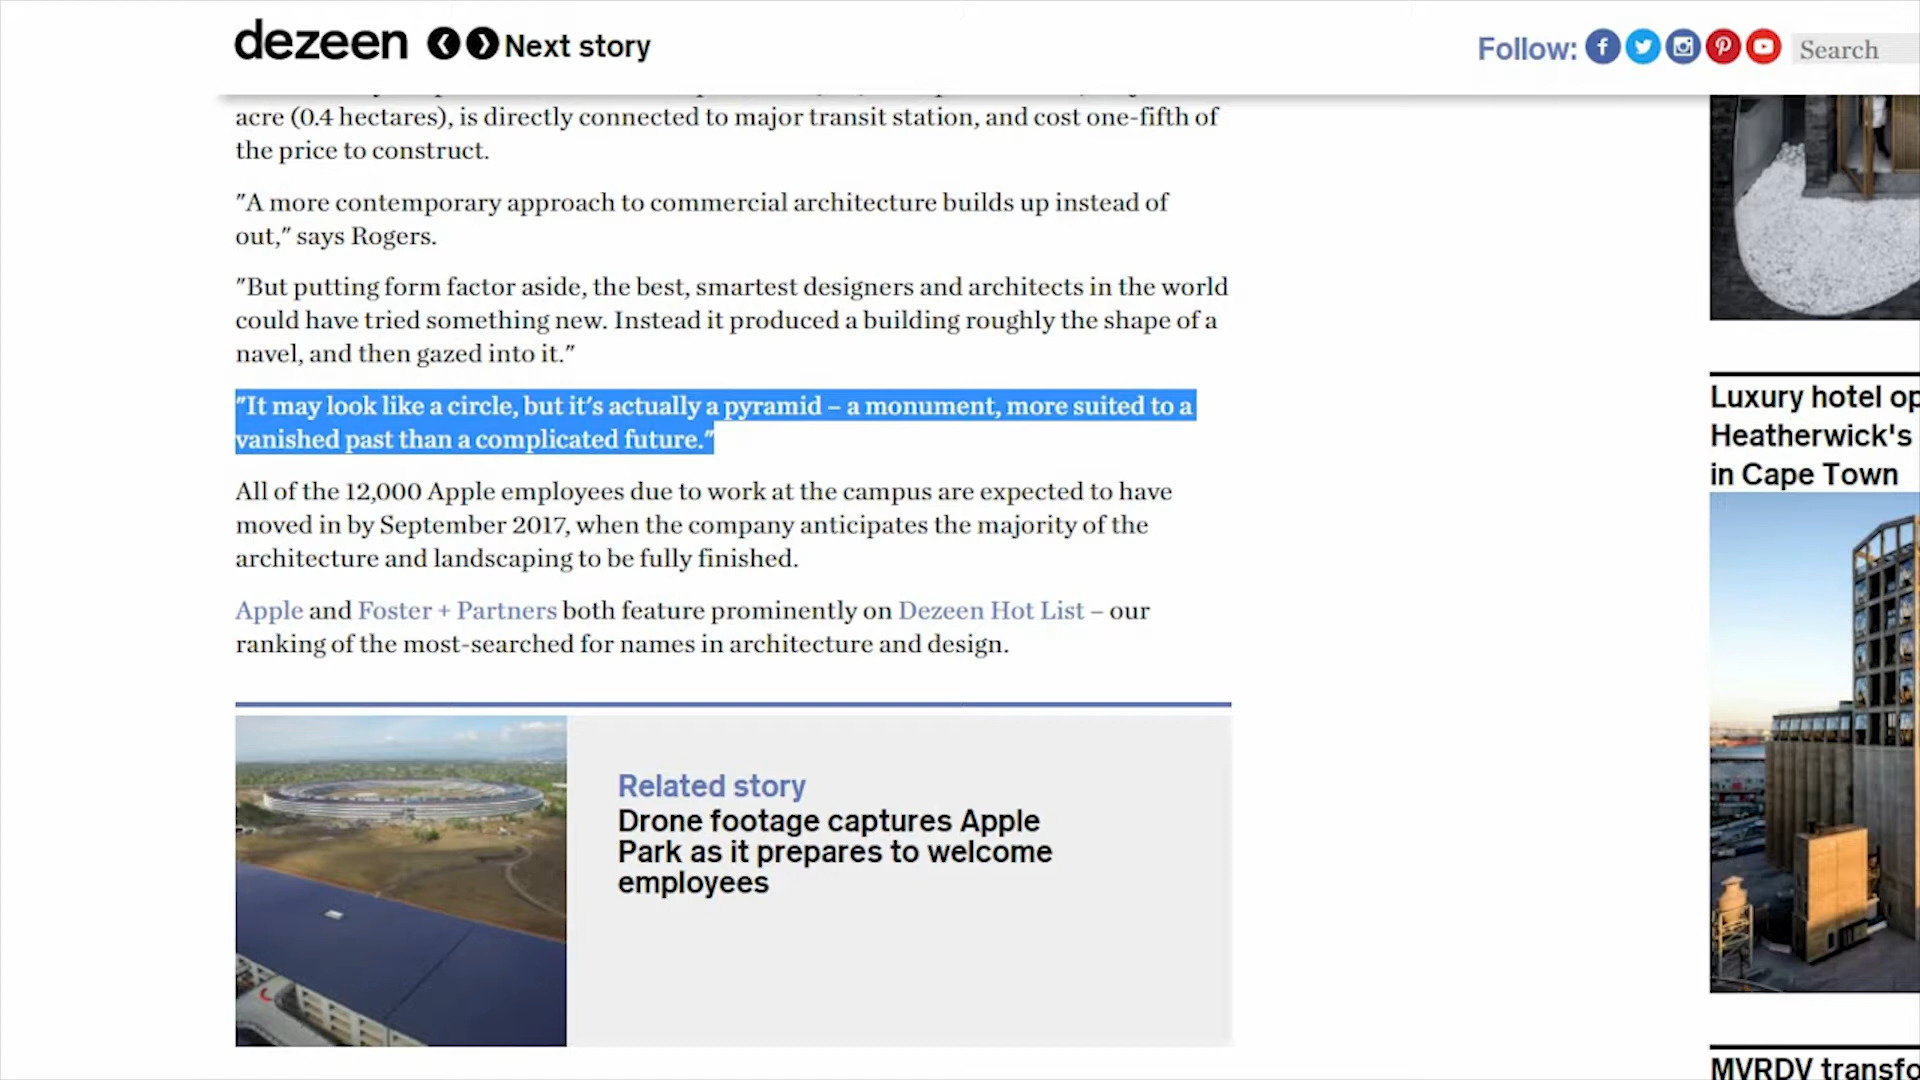 dezeen Next story
Follow: Search
acre (0.4 hectares), is directly connected to major transit station, and cost one-fifth of
the price to construct.
"A more contemporary approach to commercial architecture builds up instead of
out," says Rogers.
"But putting form factor aside, the best, smartest designers and architects in the world
could have tried something new. Instead it produced a building roughly the shape of a
navel, and then gazed into it."
"It may look like a circle, but it's actually a pyramid – a monument, more suited to a
vanished past than a complicated future."
All of the 12,000 Apple employees due to work at the campus are expected to have
moved in by September 2017, when the company anticipates the majority of the
architecture and landscaping to be fully finished.
Apple and Foster + Partners both feature prominently on Dezeen Hot List – our
ranking of the most-searched for names in architecture and design.
Related story
Drone footage captures Apple
Park as it prepares to welcome
employees
Luxury hotel op
Heatherwick's
in Cape Town
MVRDV transfo